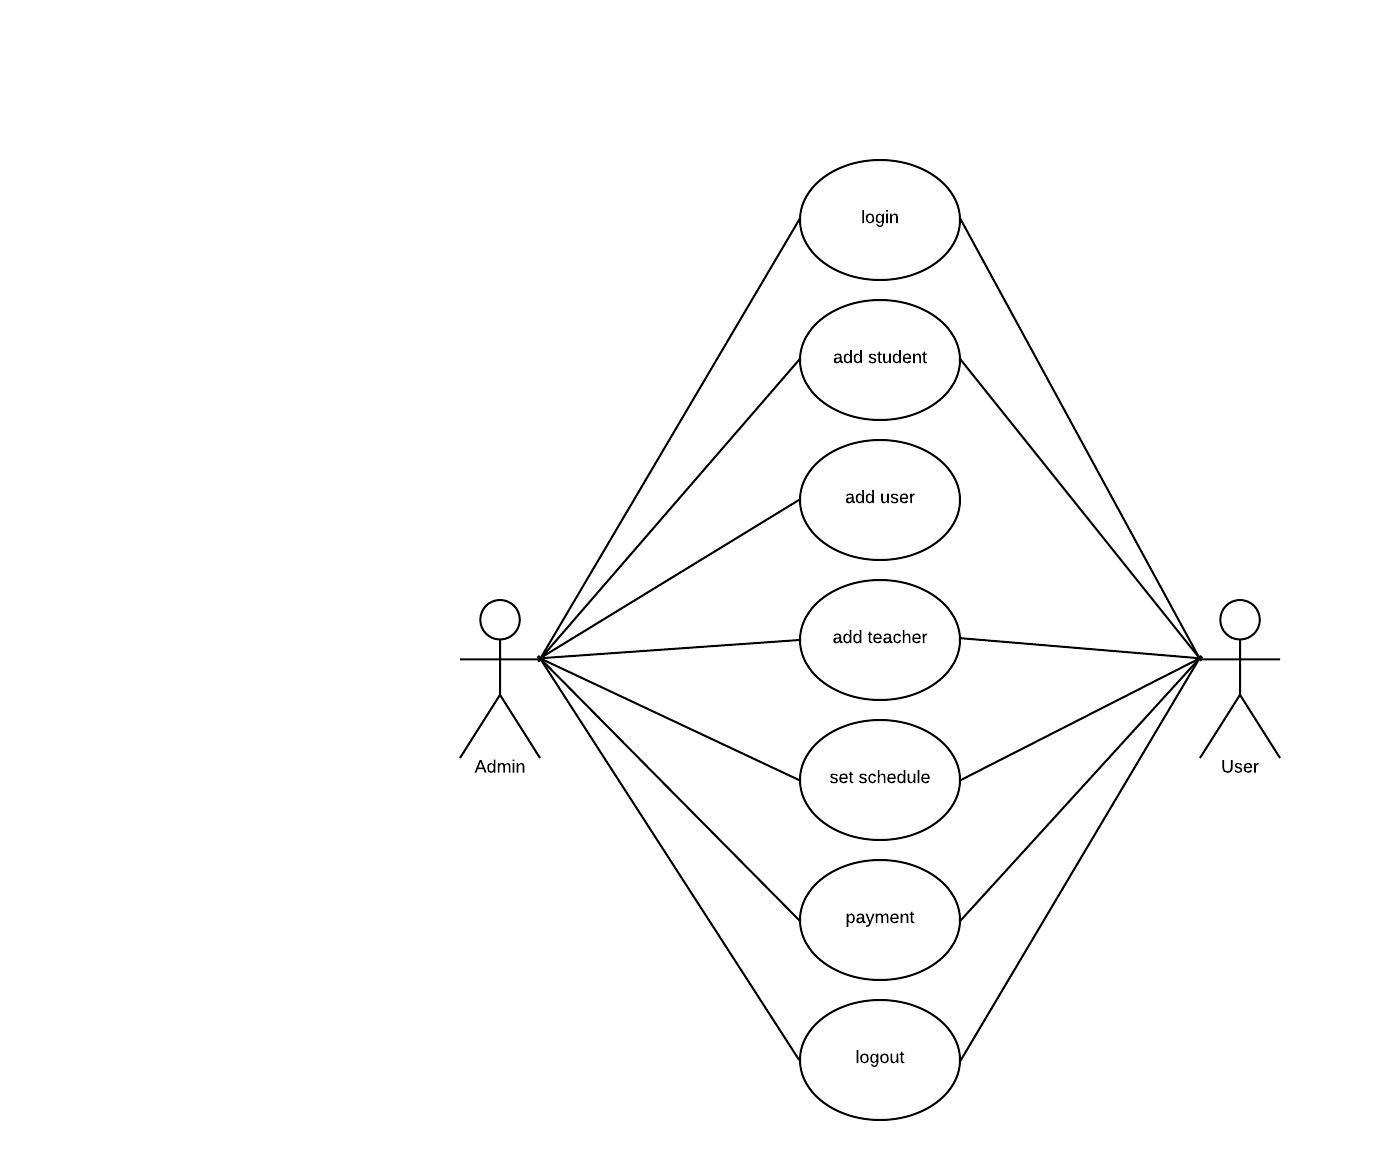 login
add student
add user
add teacher
set schedule
payment
logout
Admin
User